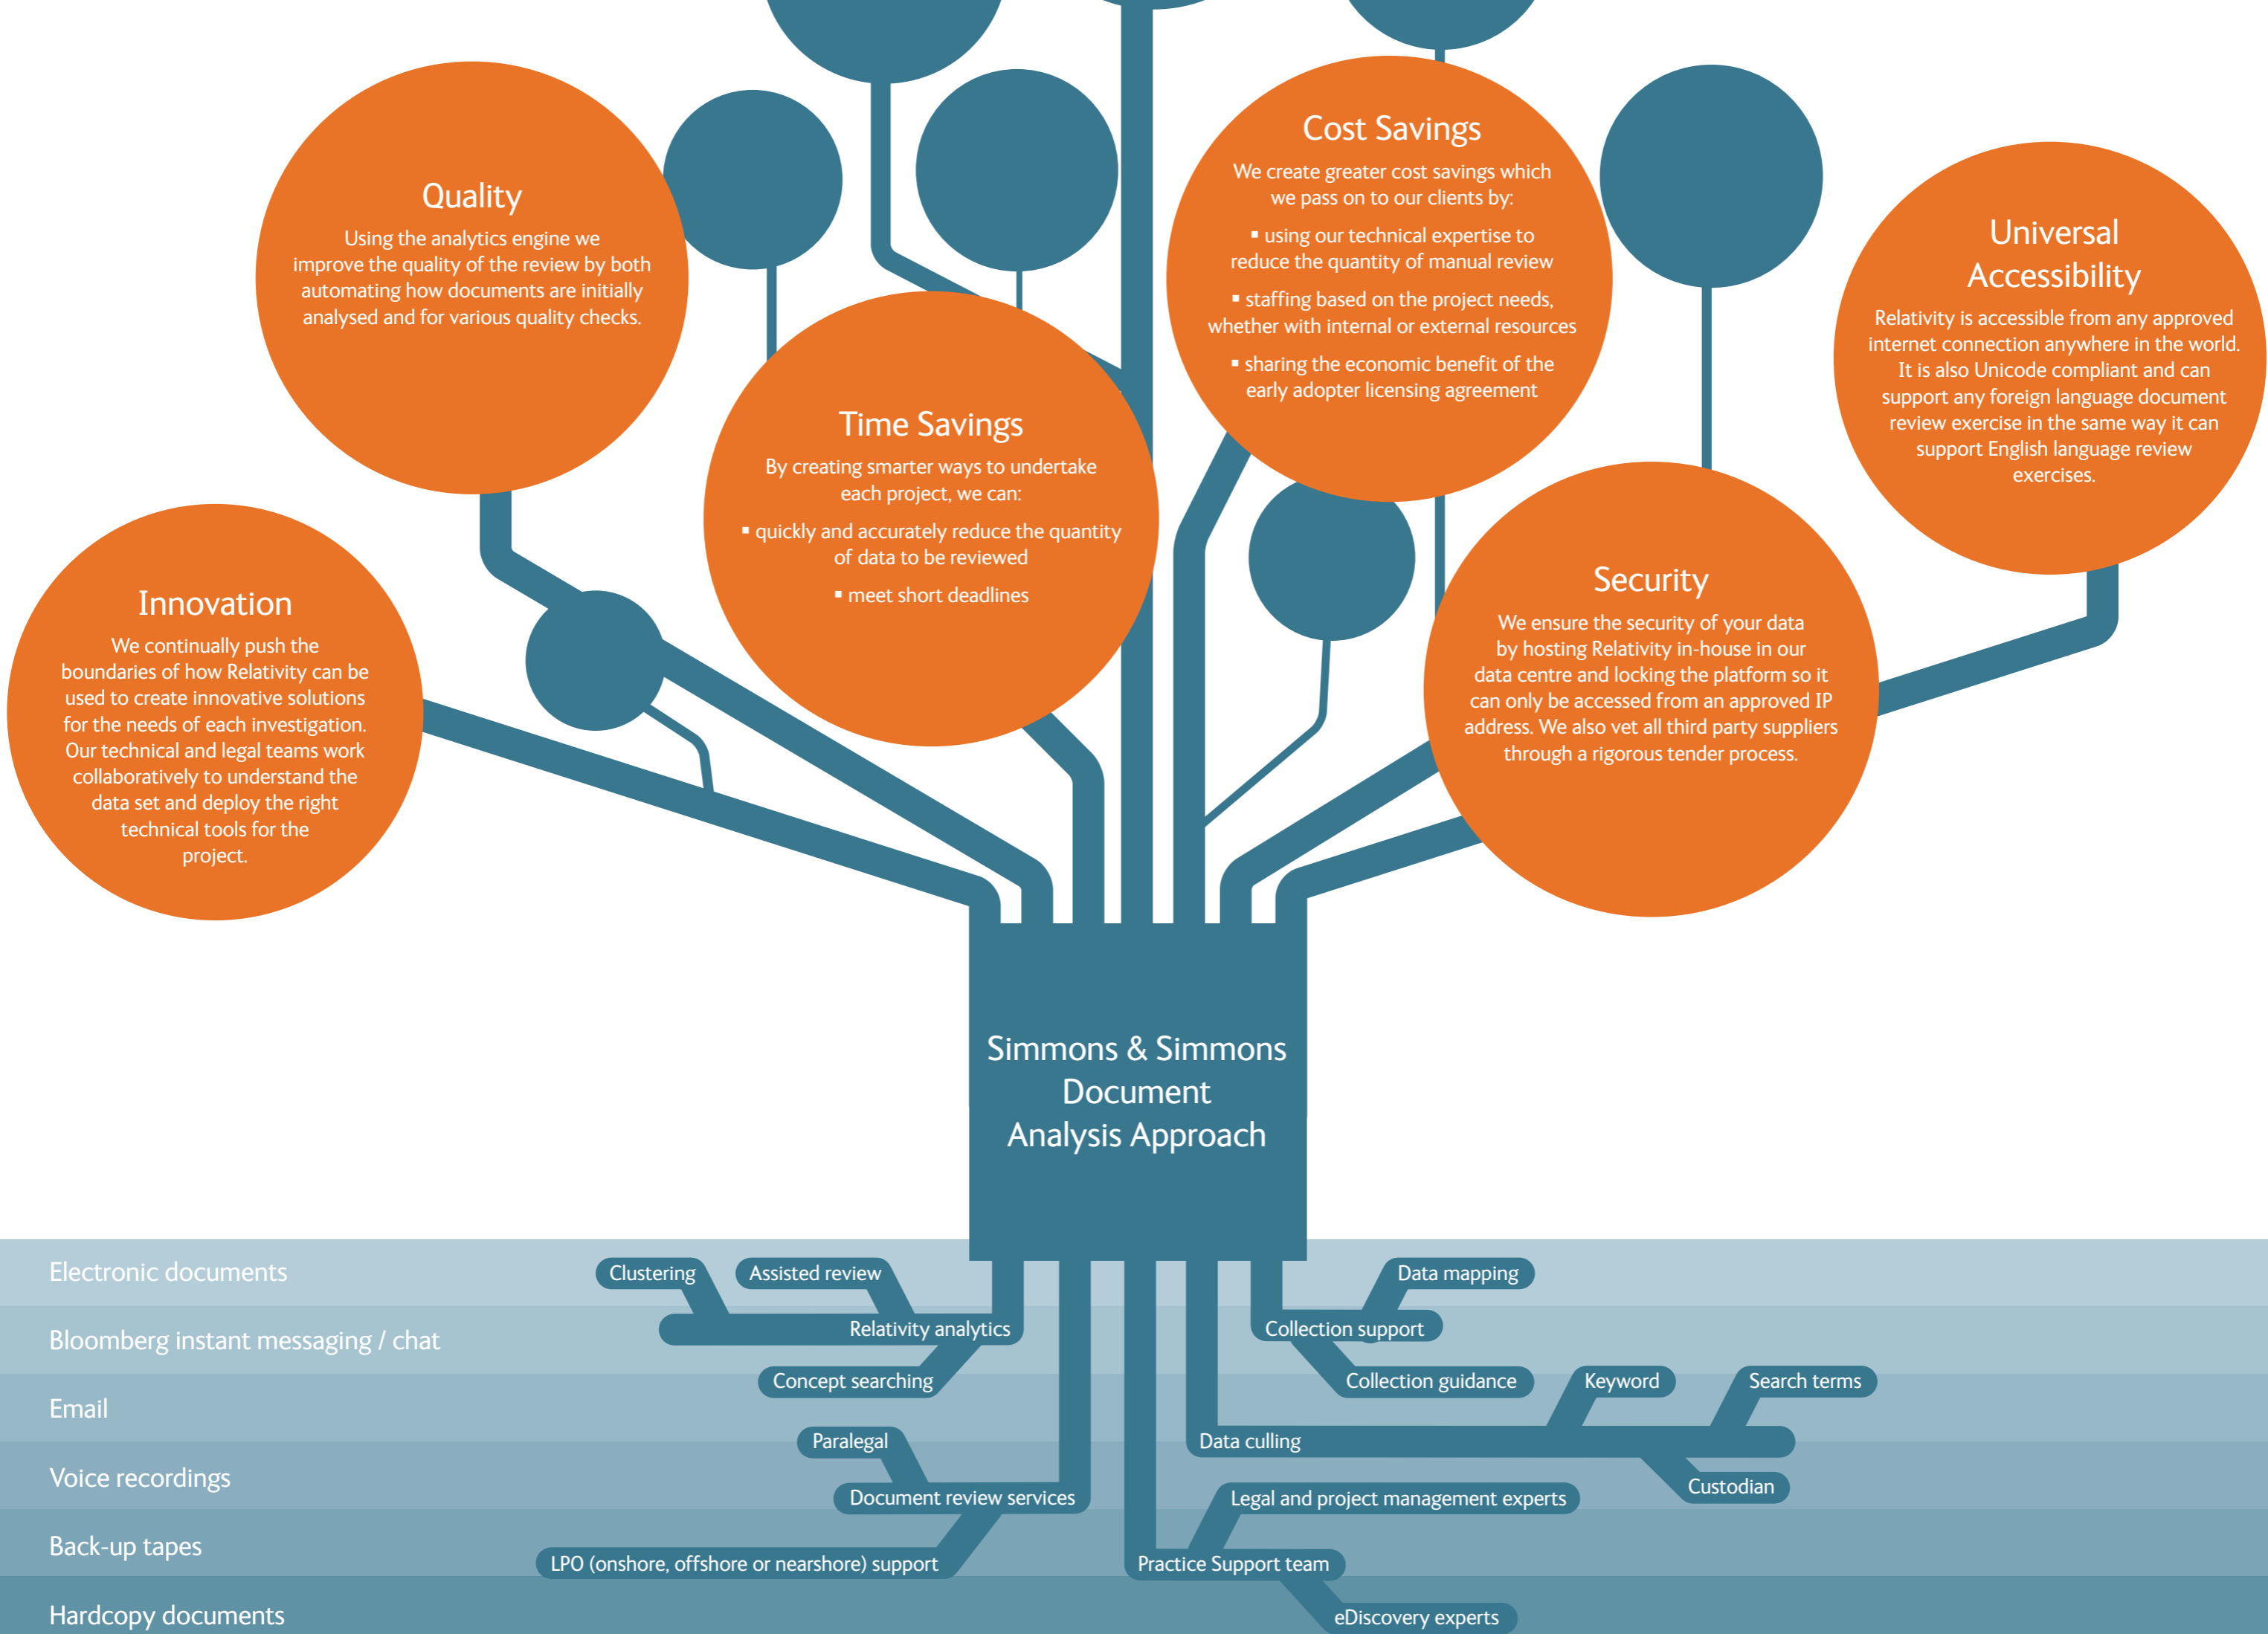 Quality
Using the analytics engine we
improve the quality of the review by both
automating how documents are initially
analysed and for various quality checks.
Cost Savings
We create greater cost savings which
we pass on to our clients by:
▪ using our technical expertise to
reduce the quantity of manual review
▪ staffing based on the project needs,
whether with internal or external resources
▪ sharing the economic benefit of the
early adopter licensing agreement
Universal
Accessibility
Relativity is accessible from any approved
internet connection anywhere in the world.
It is also Unicode compliant and can
support any foreign language document
review exercise in the same way it can
support English language review
exercises.
Time Savings
By creating smarter ways to undertake
each project, we can:
▪ quickly and accurately reduce the quantity
of data to be reviewed
▪ meet short deadlines
Innovation
We continually push the
boundaries of how Relativity can be
used to create innovative solutions
for the needs of each investigation.
Our technical and legal teams work
collaboratively to understand the
data set and deploy the right
technical tools for the
project.
Security
We ensure the security of your data
by hosting Relativity in-house in our
data centre and locking the platform so it
can only be accessed from an approved IP
address. We also vet all third party suppliers
through a rigorous tender process.
Simmons & Simmons
Document
Analysis Approach
Electronic documents
Bloomberg instant messaging / chat
Email
Voice recordings
Back-up tapes
Hardcopy documents
Clustering
Assisted review
Relativity analytics
Concept searching
Paralegal
Document review services
LPO (onshore, offshore or nearshore) support
Data mapping
Collection support
Collection guidance
Keyword
Search terms
Data culling
Custodian
Legal and project management experts
Practice Support team
eDiscovery experts